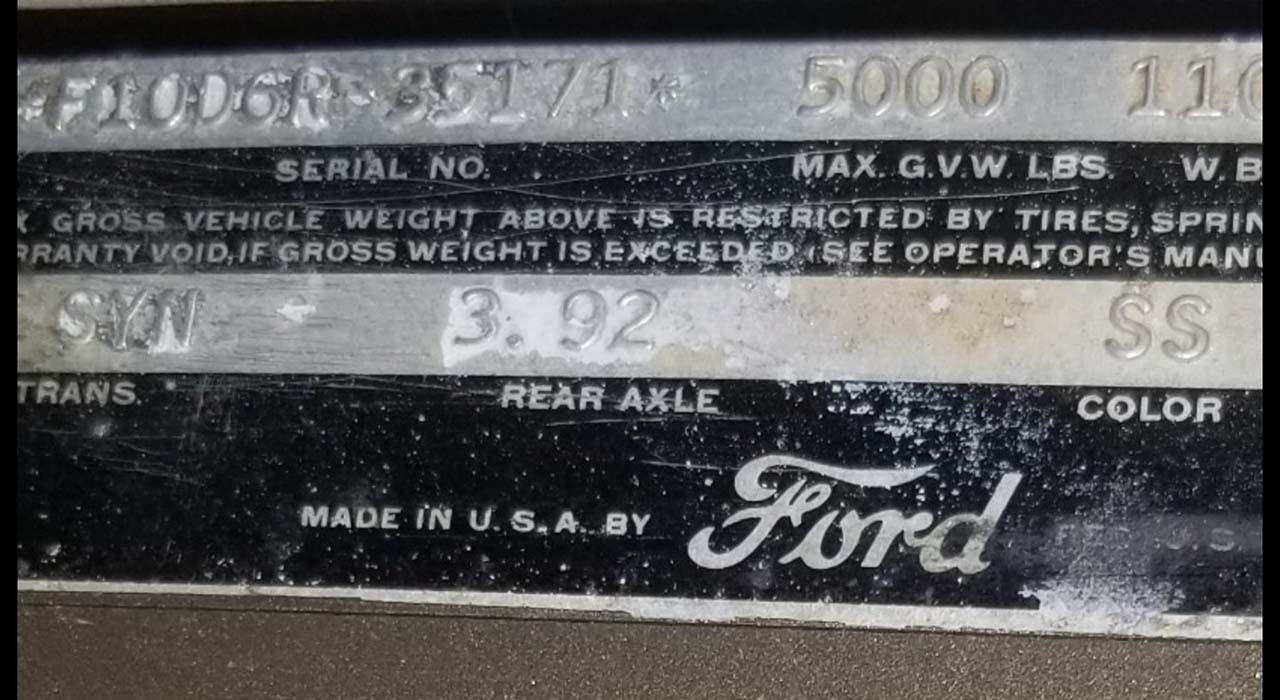 *F10D6R-35171* 5000 110
SERIAL NO. MAX. G.V.W. LBS. W. B
X GROSS VEHICLE WEIGHT ABOVE IS RESTRICTED BY TIRES, SPRIN
RRANTY VOID, IF GROSS WEIGHT IS EXCEEDED (SEE OPERATOR'S MANU
SYN 3.92 SS
TRANS. REAR AXLE COLOR
MADE IN U.S.A. BY Ford